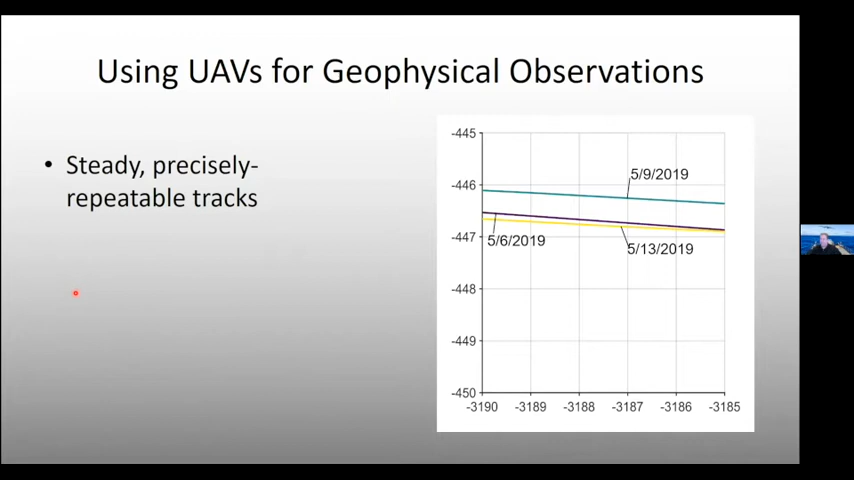 Using UAVs for Geophysical Observations
• Steady, precisely-
repeatable tracks
-445
-446
-447
-448
-449
-450
5/9/2019
5/6/2019
5/13/2019
-3190 -3189 -3188 -3187 -3186 -3185